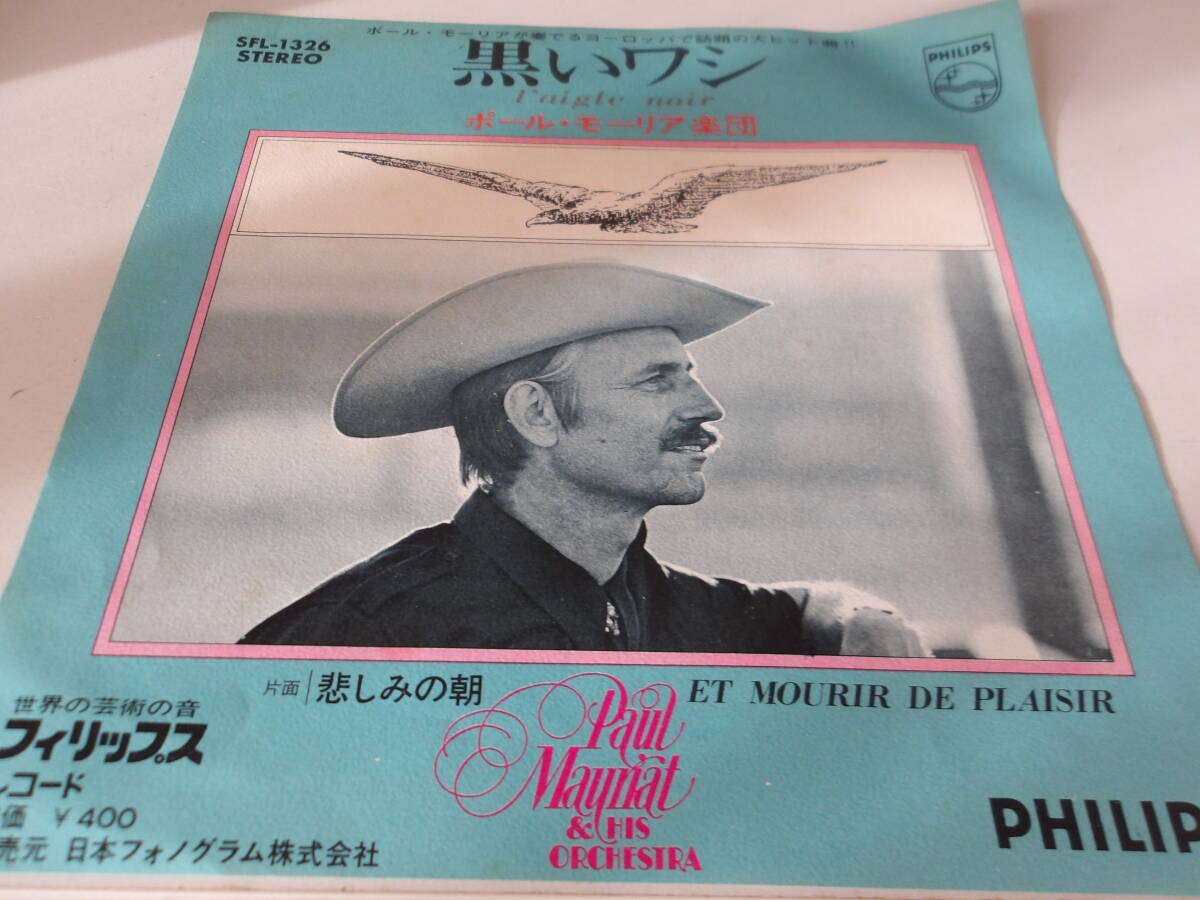 ポール・モーリアが奏でるヨーロッパで話題の大ヒット曲!!
SFL-1326
STEREO
黒いワシ
l'aigle noir
ポール・モーリア楽団
PHILIPS
片面 悲しみの朝
ET MOURIR DE PLAISIR
世界の芸術の音
フィリップス
レコード
価 ¥400
売元 日本フォノグラム株式会社
Paul
Mauriat
& HIS
ORCHESTRA
PHILIP